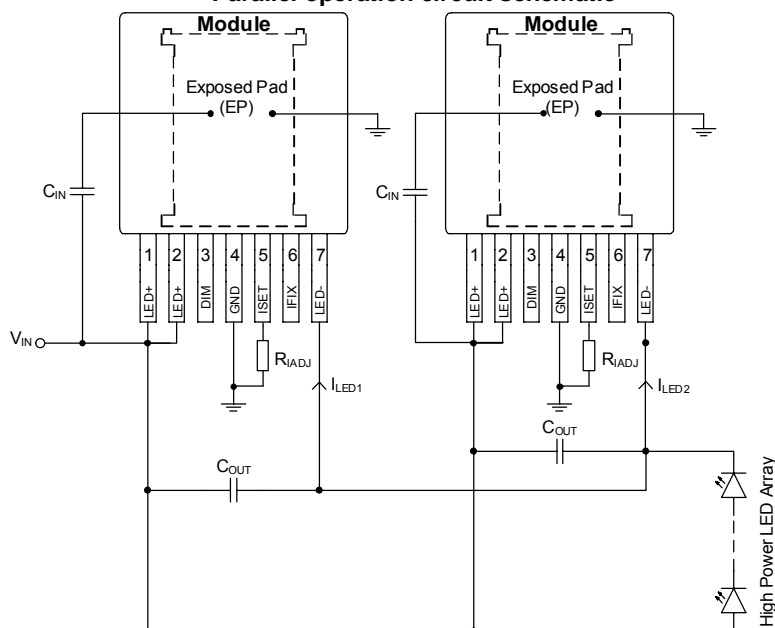 Parallel operation circuit schematic
Module
Module
Exposed Pad
(EP)
Exposed Pad
(EP)
CIN
CIN
1 2 3 4 5 6 7
1 2 3 4 5 6 7
LED+ LED+ DIM GND ISET IFIX LED-
LED+ LED+ DIM GND ISET IFIX LED-
VIN
RIADJ
RIADJ
ILED1
ILED2
COUT
COUT
High Power LED Array